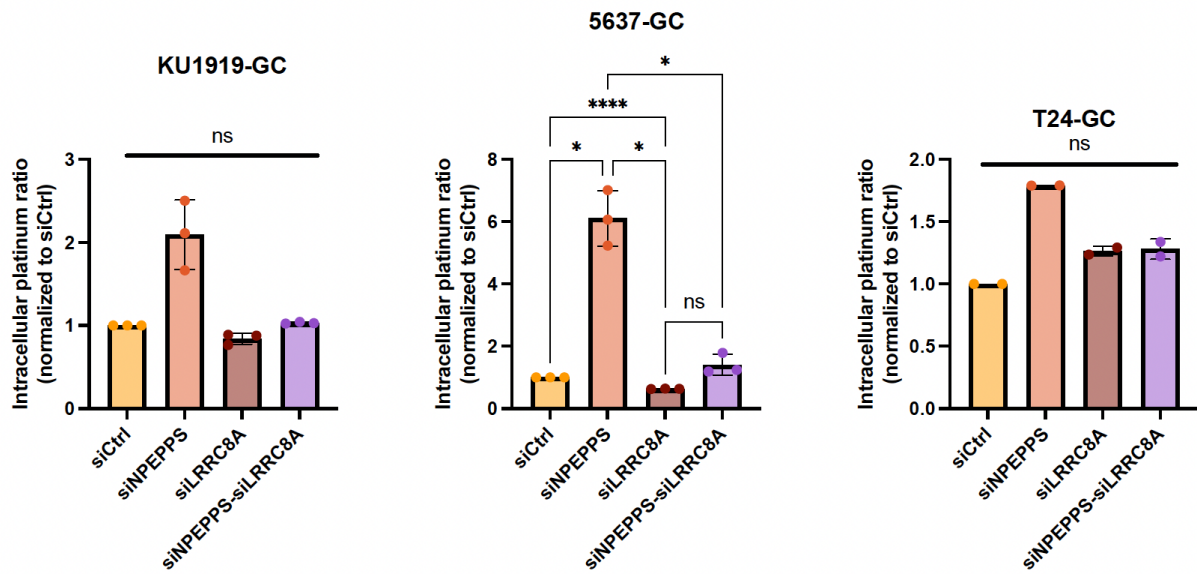 KU1919-GC
ns
Intracellular platinum ratio
(normalized to siCtrl)
3
2
1
0
siCtrl
siNPEPPS
siLRRC8A
siNPEPPS-siLRRC8A
5637-GC
*
****
*
*
ns
Intracellular platinum ratio
(normalized to siCtrl)
8
6
4
2
0
siCtrl
siNPEPPS
siLRRC8A
siNPEPPS-siLRRC8A
T24-GC
ns
Intracellular platinum ratio
(normalized to siCtrl)
2.0
1.5
1.0
0.5
0.0
siCtrl
siNPEPPS
siLRRC8A
siNPEPPS-siLRRC8A